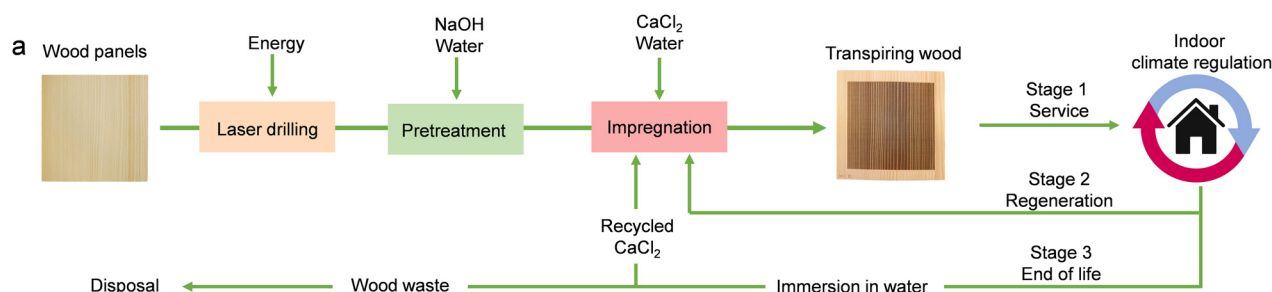 a
Wood panels
Energy
NaOH
Water
CaCl₂
Water
Transpiring wood
Indoor
climate regulation
Laser drilling
Pretreatment
Impregnation
Stage 1
Service
Stage 2
Regeneration
Recycled
CaCl₂
Stage 3
End of life
Disposal
Wood waste
Immersion in water